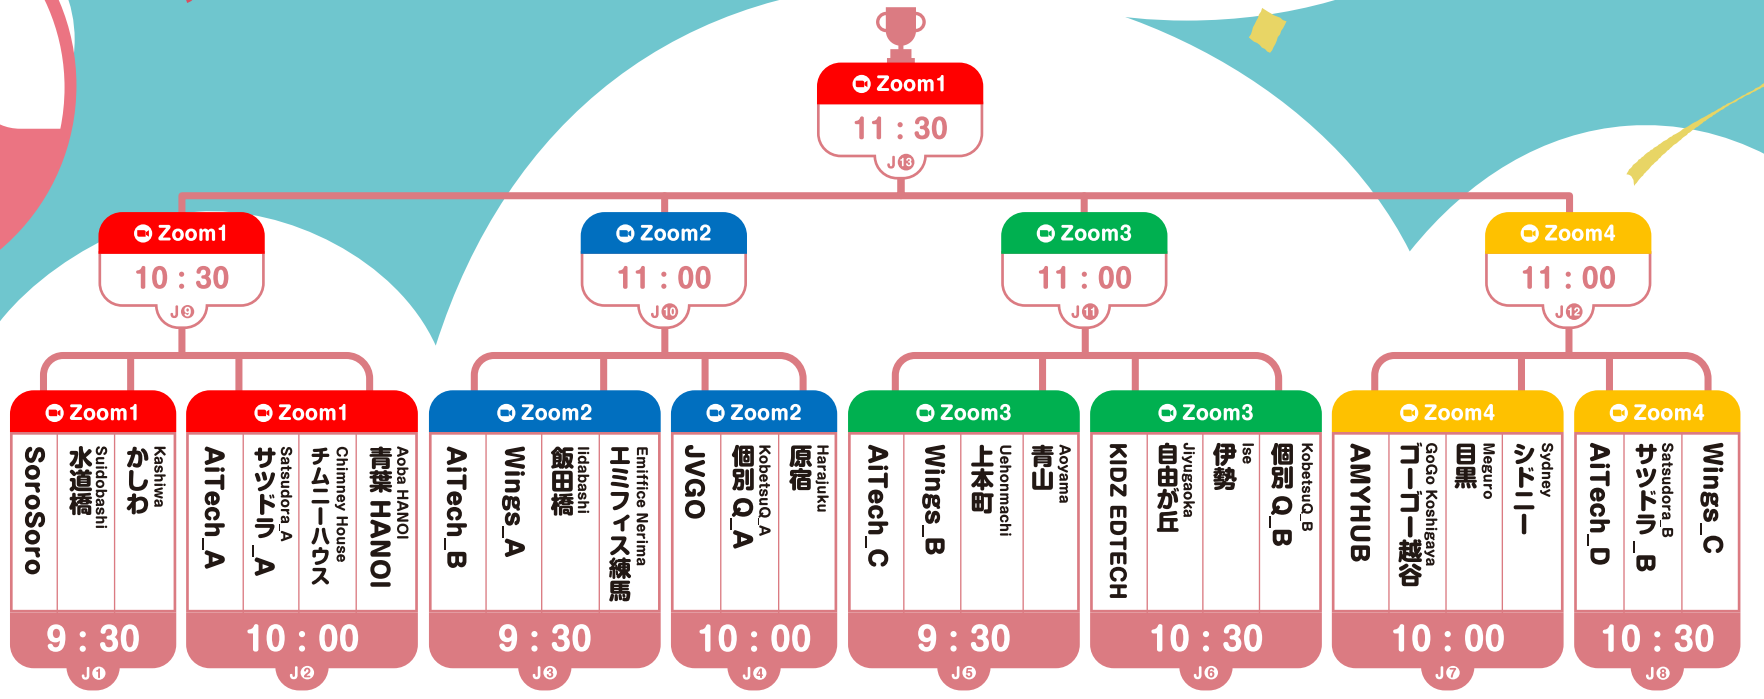 Zoom1
11 : 30
J⑬
Zoom1
10 : 30
J⑨
Zoom2
11 : 00
J⑩
Zoom3
11 : 00
J⑪
Zoom4
11 : 00
J⑫
Zoom1
SoroSoro
水道橋
Suidobashi
かしわ
Kashiwa
9 : 30
J①
Zoom1
AiTech_A
サツドラ_A
Satsudora_A
チムニーハウス
Chimney House
青葉 HANOI
Aoba HANOI
10 : 00
J②
Zoom2
AiTech_B
Wings_A
飯田橋
Iidabashi
エミフィス練馬
Emiffice Nerima
9 : 30
J③
Zoom2
JVGO
個別 Q_A
KobetsuQ_A
原宿
Harajuku
10 : 00
J④
Zoom3
AiTech_C
Wings_B
上本町
Uehonmachi
青山
Aoyama
9 : 30
J⑤
Zoom3
KIDZ EDTECH
自由が丘
Jiyugaoka
伊勢
Ise
個別 Q_B
KobetsuQ_B
10 : 30
J⑥
Zoom4
AMYHUB
ゴーゴー越谷
GoGo Koshigaya
目黒
Meguro
シドニー
Sydney
10 : 00
J⑦
Zoom4
AiTech_D
サツドラ_B
Satsudora_B
Wings_C
10 : 30
J⑧